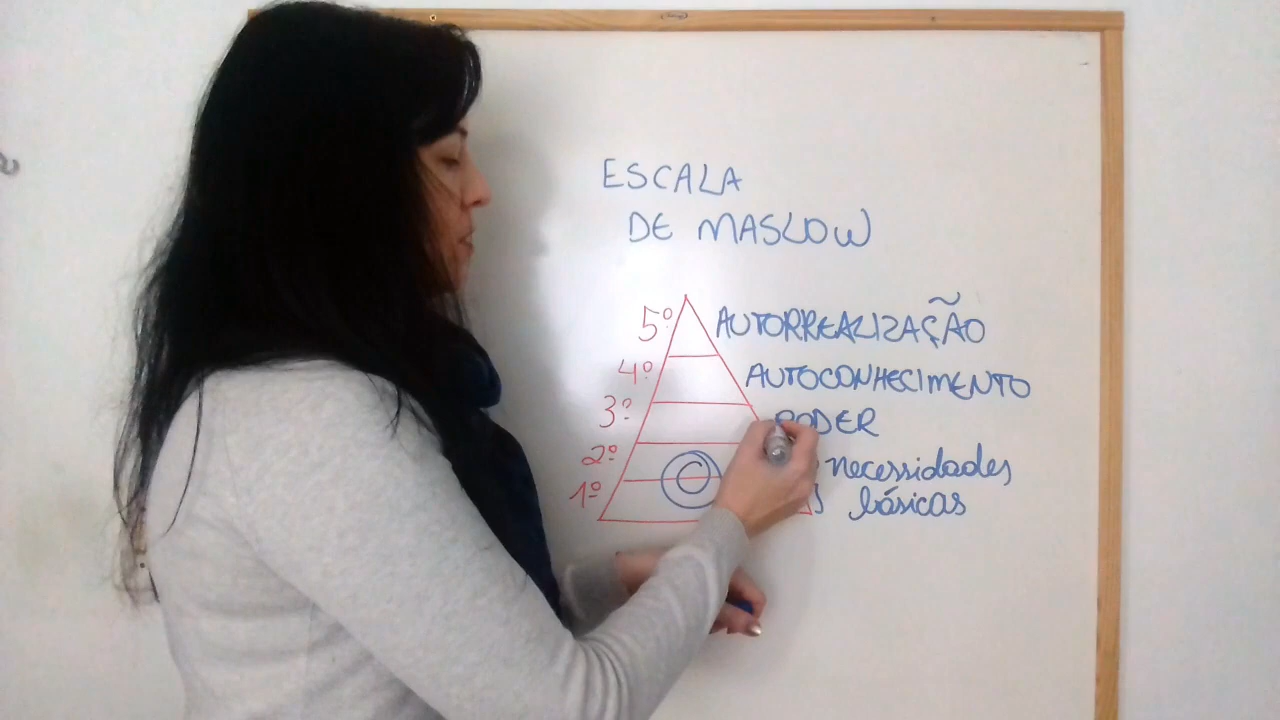 ESCALA
DE MASLOW
5º AUTORREALIZAÇÃO
4º AUTOCONHECIMENTO
3º PODER
2º necessidades
1º básicas
C